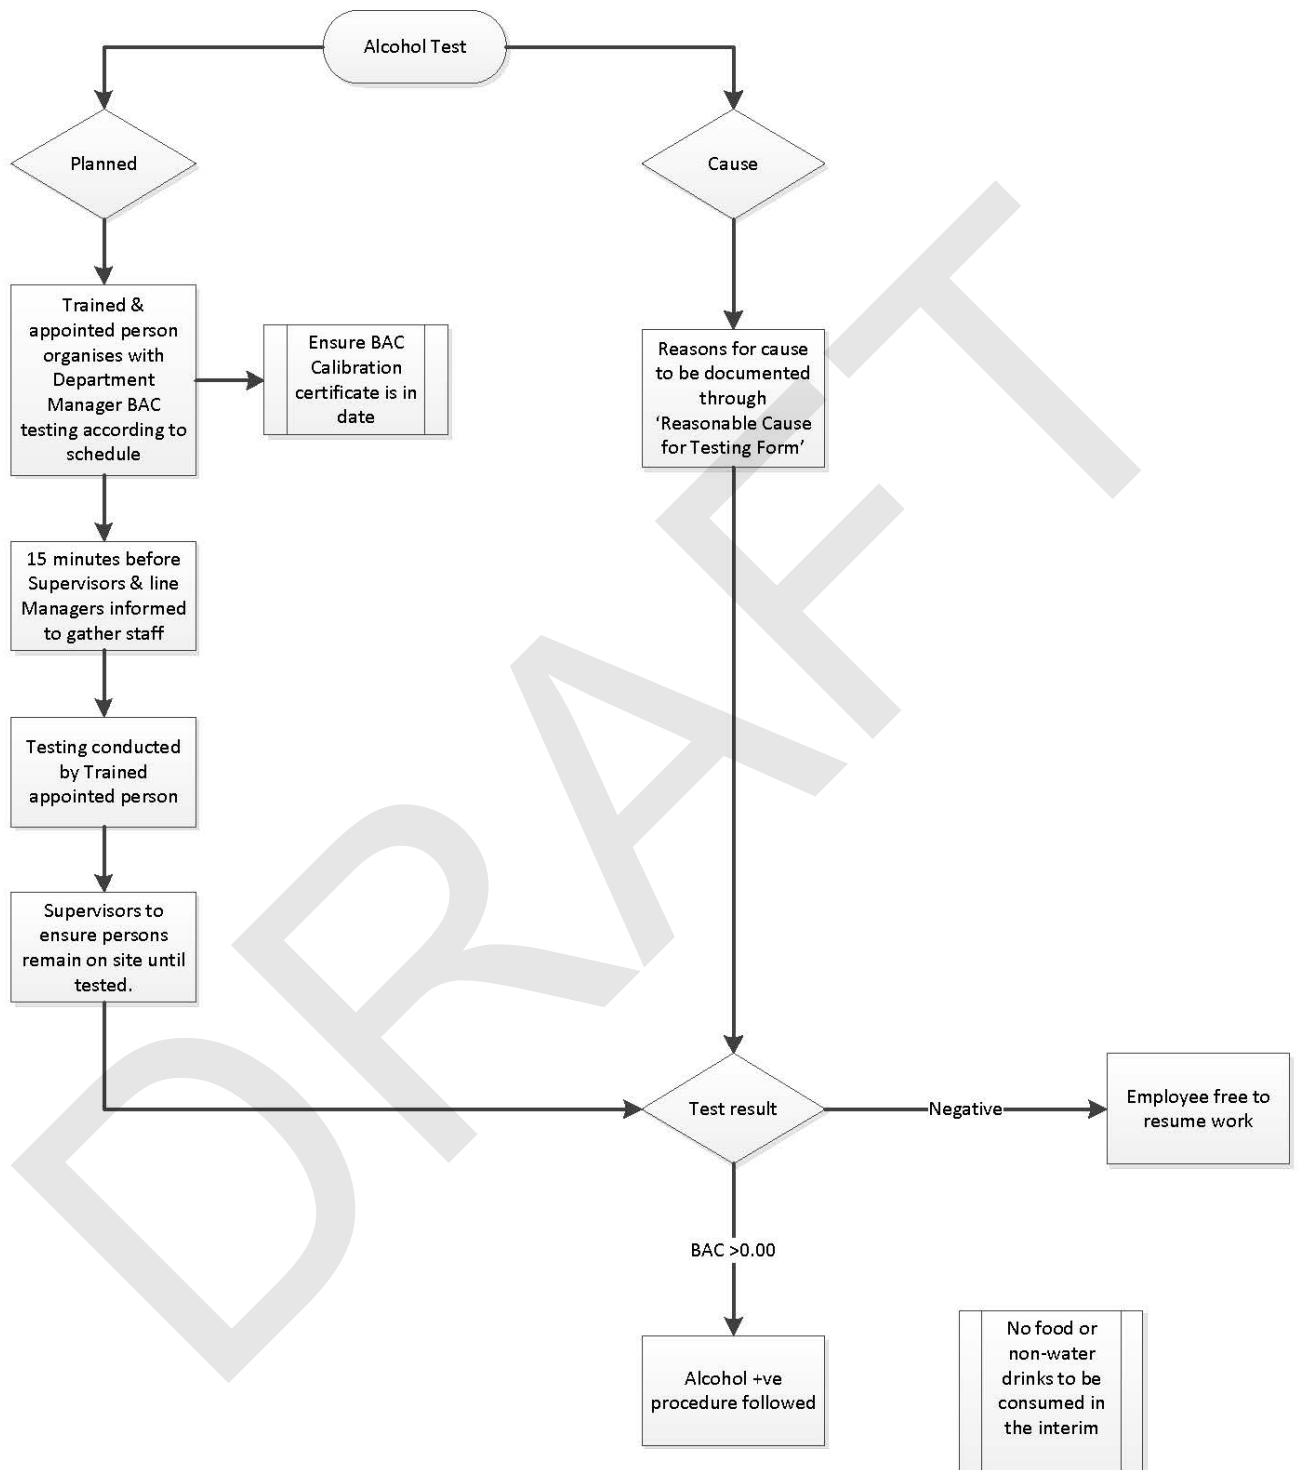 Alcohol Test
Planned
Cause
Trained &
appointed person
organises with
Department
Manager BAC
testing according to
schedule
Ensure BAC
Calibration
certificate is in
date
Reasons for cause
to be documented
through
‘Reasonable Cause
for Testing Form’
15 minutes before
Supervisors & line
Managers informed
to gather staff
Testing conducted
by Trained
appointed person
Supervisors to
ensure persons
remain on site until
tested.
Test result
Negative
Employee free to
resume work
BAC >0.00
Alcohol +ve
procedure followed
No food or
non-water
drinks to be
consumed in
the interim
DRAFT